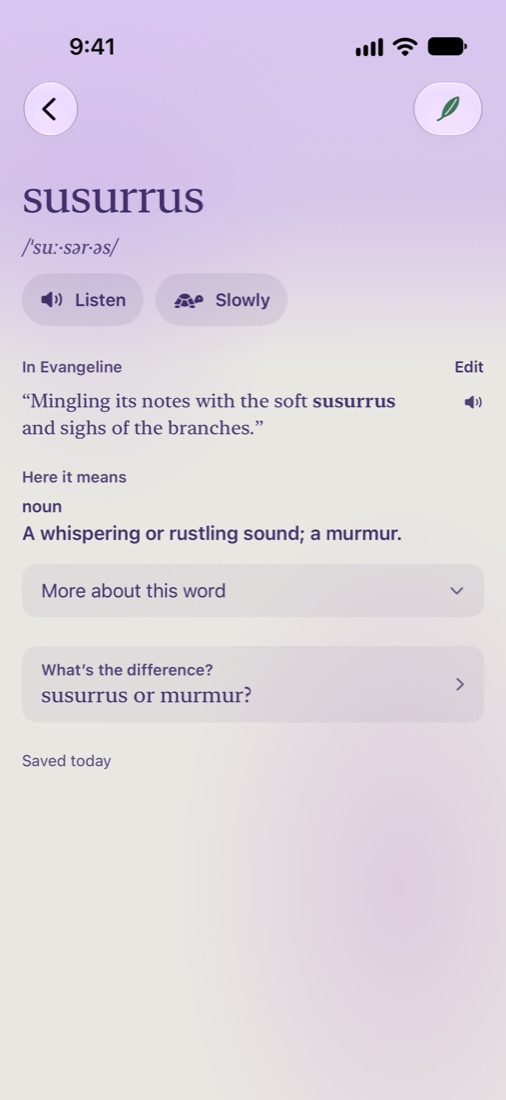 9:41
susurrus
/ˈsuː·sər·əs/
Listen
Slowly
In Evangeline
Edit
“Mingling its notes with the soft susurrus
and sighs of the branches.”
Here it means
noun
A whispering or rustling sound; a murmur.
More about this word
What’s the difference?
susurrus or murmur?
Saved today